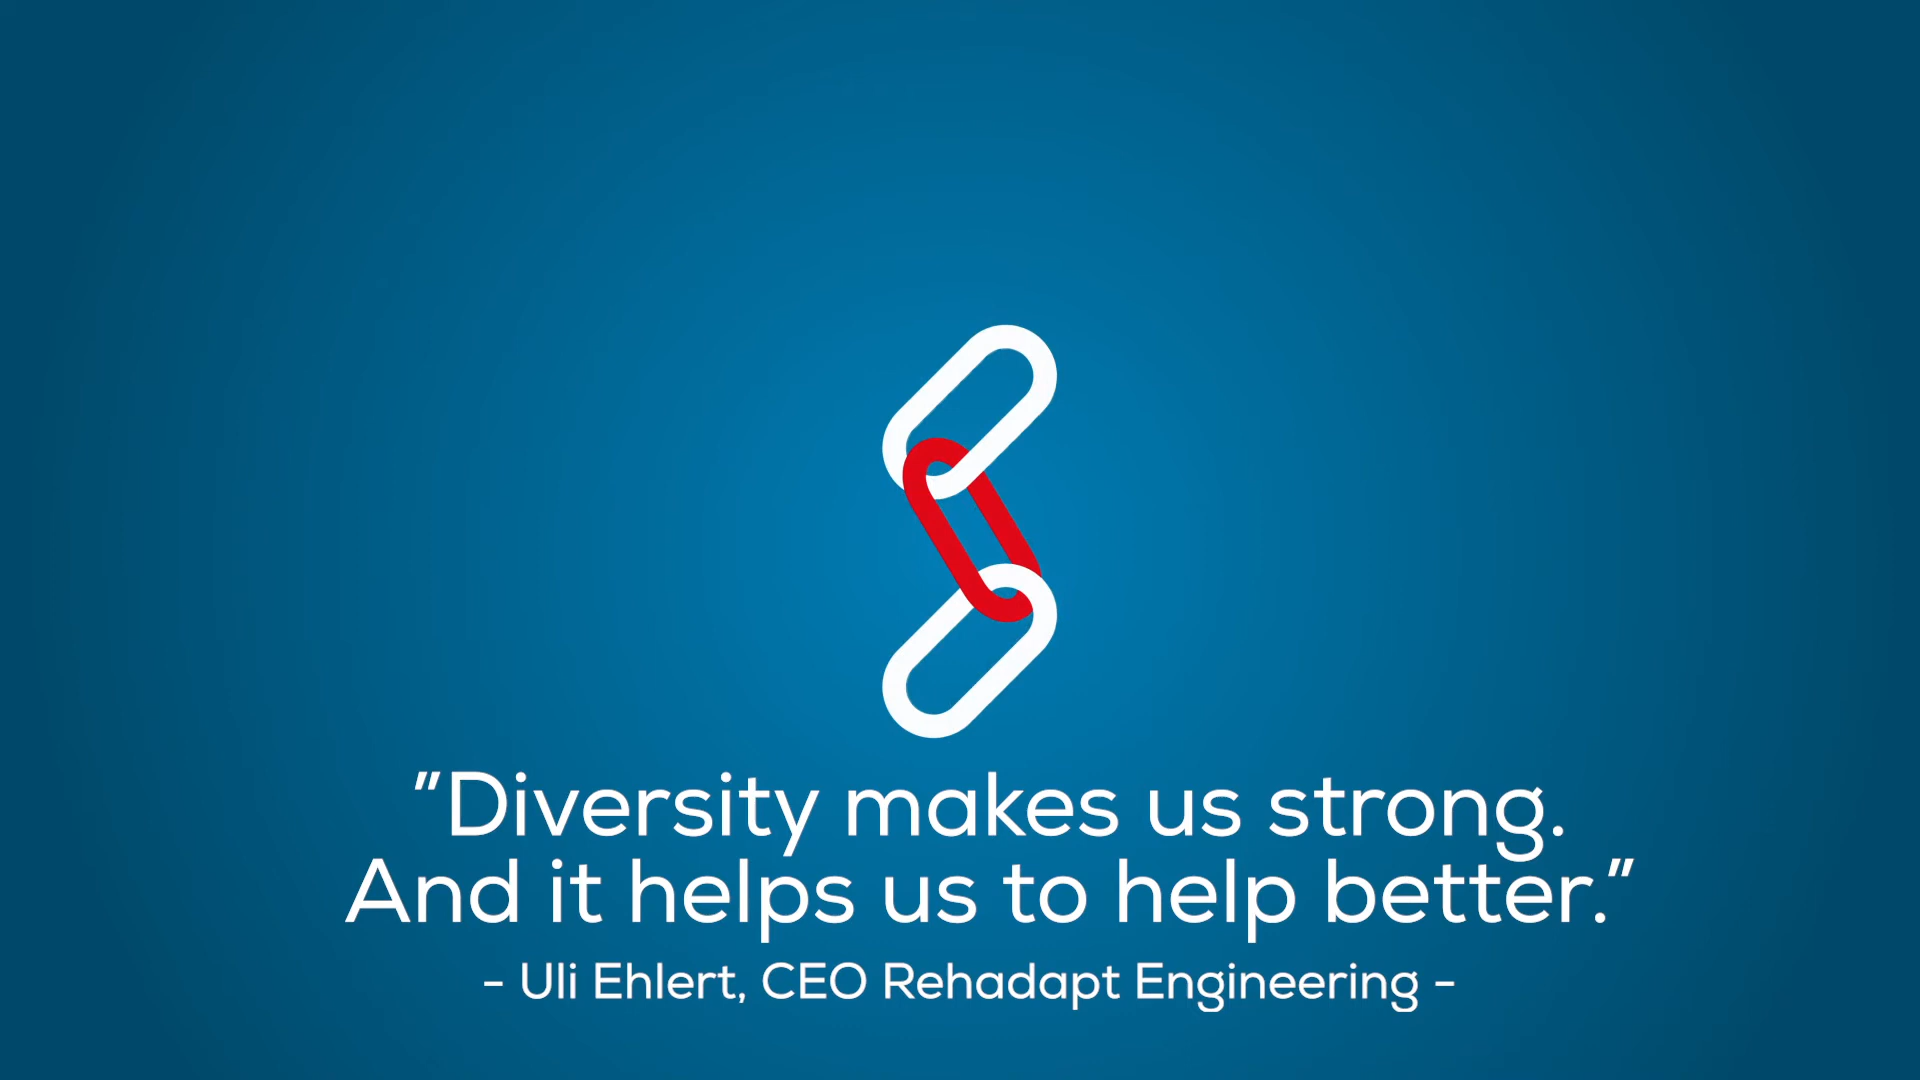 "Diversity makes us strong.
And it helps us to help better."
- Uli Ehlert, CEO Rehadapt Engineering -